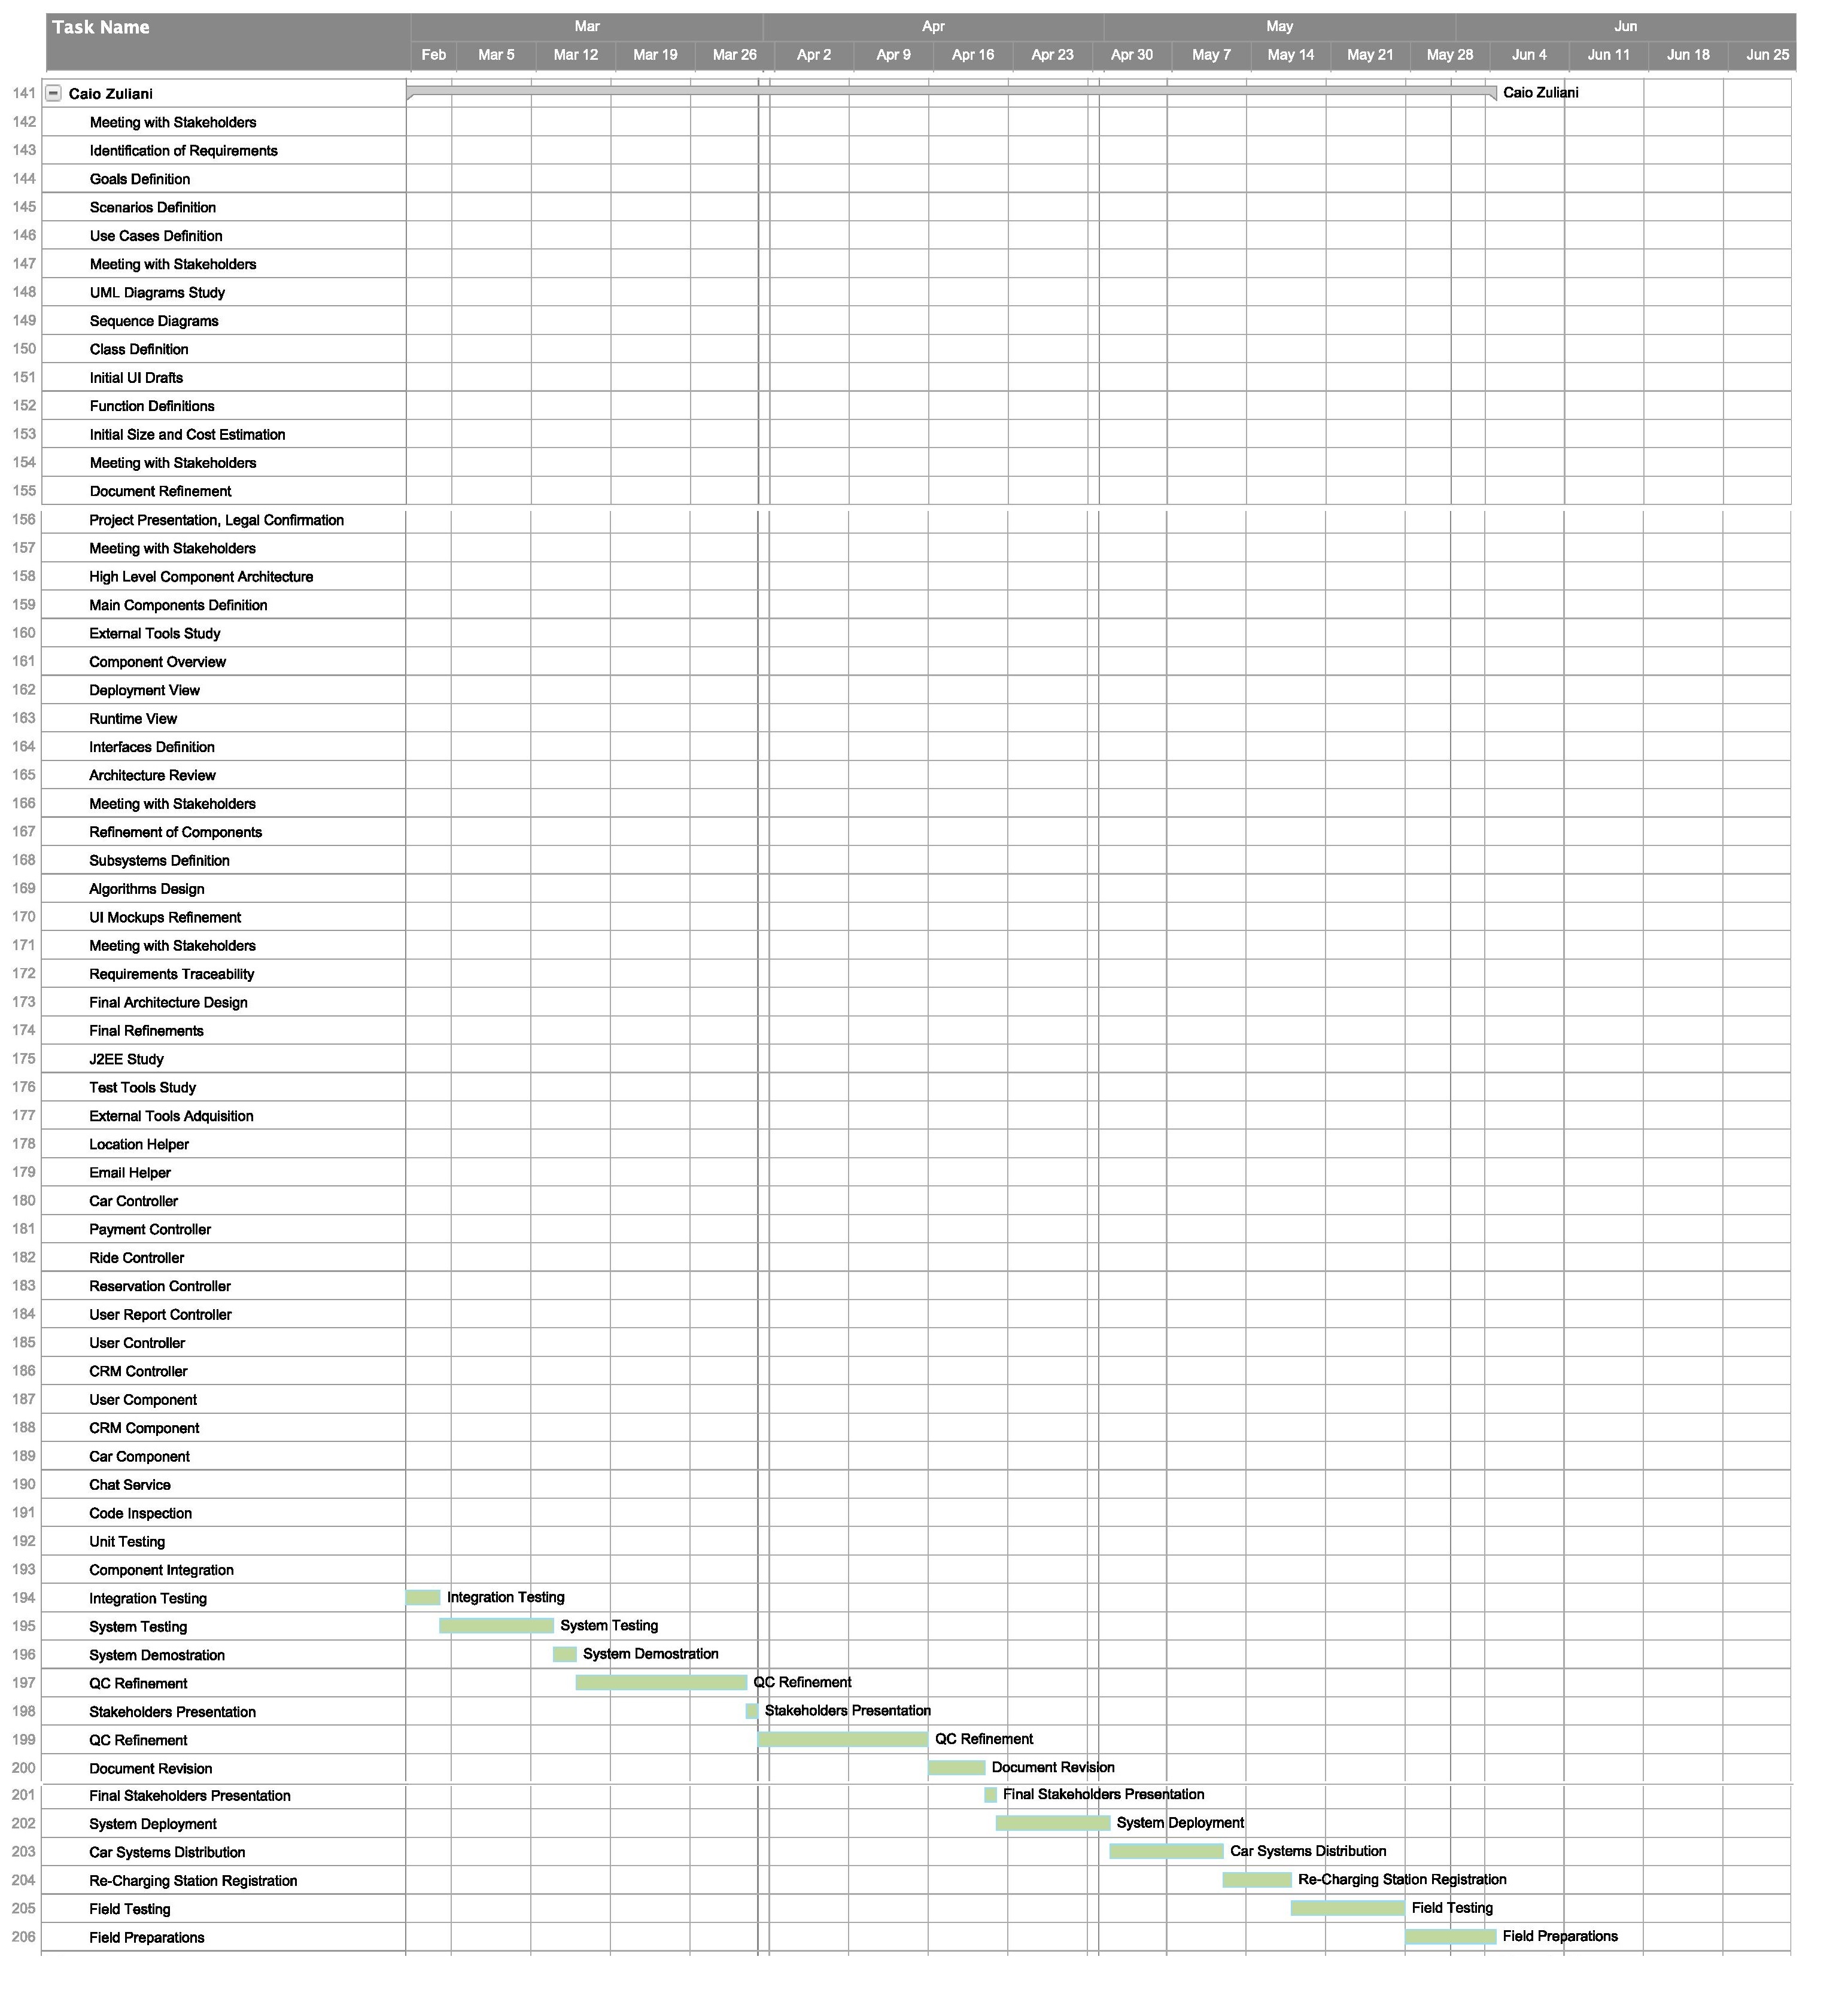 Task Name
Mar Apr May Jun
Feb Mar 5 Mar 12 Mar 19 Mar 26 Apr 2 Apr 9 Apr 16 Apr 23 Apr 30 May 7 May 14 May 21 May 28 Jun 4 Jun 11 Jun 18 Jun 25
141 Caio Zuliani Caio Zuliani
142 Meeting with Stakeholders
143 Identification of Requirements
144 Goals Definition
145 Scenarios Definition
146 Use Cases Definition
147 Meeting with Stakeholders
148 UML Diagrams Study
149 Sequence Diagrams
150 Class Definition
151 Initial UI Drafts
152 Function Definitions
153 Initial Size and Cost Estimation
154 Meeting with Stakeholders
155 Document Refinement
156 Project Presentation, Legal Confirmation
157 Meeting with Stakeholders
158 High Level Component Architecture
159 Main Components Definition
160 External Tools Study
161 Component Overview
162 Deployment View
163 Runtime View
164 Interfaces Definition
165 Architecture Review
166 Meeting with Stakeholders
167 Refinement of Components
168 Subsystems Definition
169 Algorithms Design
170 UI Mockups Refinement
171 Meeting with Stakeholders
172 Requirements Traceability
173 Final Architecture Design
174 Final Refinements
175 J2EE Study
176 Test Tools Study
177 External Tools Adquisition
178 Location Helper
179 Email Helper
180 Car Controller
181 Payment Controller
182 Ride Controller
183 Reservation Controller
184 User Report Controller
185 User Controller
186 CRM Controller
187 User Component
188 CRM Component
189 Car Component
190 Chat Service
191 Code Inspection
192 Unit Testing
193 Component Integration
194 Integration Testing Integration Testing
195 System Testing System Testing
196 System Demostration System Demostration
197 QC Refinement QC Refinement
198 Stakeholders Presentation Stakeholders Presentation
199 QC Refinement QC Refinement
200 Document Revision Document Revision
201 Final Stakeholders Presentation Final Stakeholders Presentation
202 System Deployment System Deployment
203 Car Systems Distribution Car Systems Distribution
204 Re-Charging Station Registration Re-Charging Station Registration
205 Field Testing Field Testing
206 Field Preparations Field Preparations